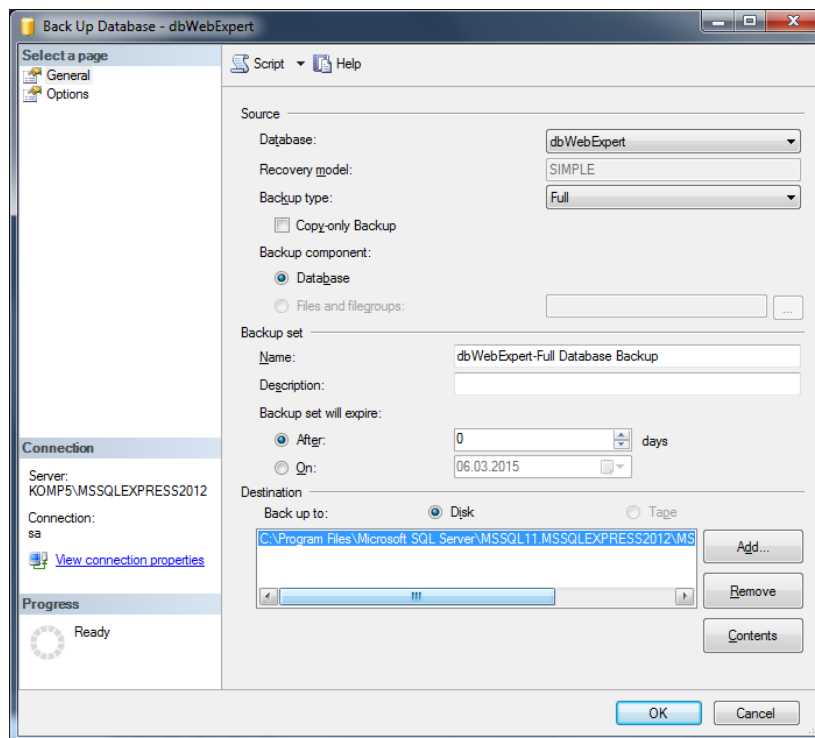 Back Up Database - dbWebExpert
Select a page
General
Options
Script
Help
Source
Database:
dbWebExpert
Recovery model:
SIMPLE
Backup type:
Full
Copy-only Backup
Backup component:
Database
Files and filegroups:
...
Backup set
Name:
dbWebExpert-Full Database Backup
Description:
Backup set will expire:
After:
0
days
On:
06.03.2015
Destination
Back up to:
Disk
Tape
C:\Program Files\Microsoft SQL Server\MSSQL11.MSSQLEXPRESS2012\MS
Add...
Remove
Contents
Connection
Server:
KOMP5\MSSQLEXPRESS2012
Connection:
sa
View connection properties
Progress
Ready
OK
Cancel